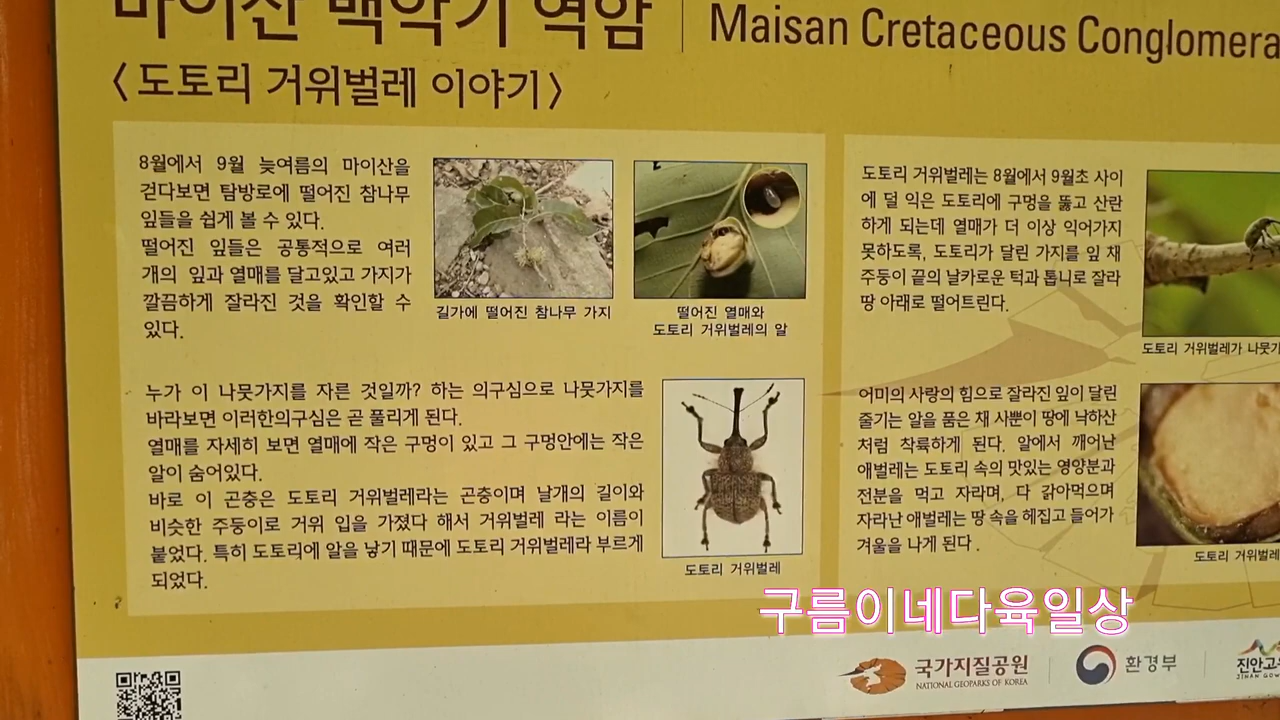 마이산 백악기 역암
Maisan Cretaceous Conglomera
〈도토리 거위벌레 이야기〉
8월에서 9월 늦여름의 마이산을
걷다보면 탐방로에 떨어진 참나무
잎들을 쉽게 볼 수 있다.
떨어진 잎들은 공통적으로 여러
개의 잎과 열매를 달고있고 가지가
깔끔하게 잘라진 것을 확인할 수
있다.
길가에 떨어진 참나무 가지
떨어진 열매와
도토리 거위벌레의 알
누가 이 나뭇가지를 자른 것일까? 하는 의구심으로 나뭇가지를
바라보면 이러한의구심은 곧 풀리게 된다.
열매를 자세히 보면 열매에 작은 구멍이 있고 그 구멍안에는 작은
알이 숨어있다.
바로 이 곤충은 도토리 거위벌레라는 곤충이며 날개의 길이와
비슷한 주둥이로 거위 입을 가졌다 해서 거위벌레 라는 이름이
붙었다. 특히 도토리에 알을 낳기 때문에 도토리 거위벌레라 부르게
되었다.
도토리 거위벌레
도토리 거위벌레는 8월에서 9월초 사이
에 덜 익은 도토리에 구멍을 뚫고 산란
하게 되는데 열매가 더 이상 익어가지
못하도록, 도토리가 달린 가지를 잎 채
주둥이 끝의 날카로운 턱과 톱니로 잘라
땅 아래로 떨어트린다.
도토리 거위벌레가 나뭇가
어미의 사랑의 힘으로 잘라진 잎이 달린
줄기는 알을 품은 채 사뿐이 땅에 낙하산
처럼 착륙하게 된다. 알에서 깨어난
애벌레는 도토리 속의 맛있는 영양분과
전분을 먹고 자라며, 다 갉아먹으며
자라난 애벌레는 땅 속을 헤집고 들어가
겨울을 나게 된다.
도토리 거위벌레
구름이네다육일상
국가지질공원
NATIONAL GEOPARKS OF KOREA
환경부
진안고